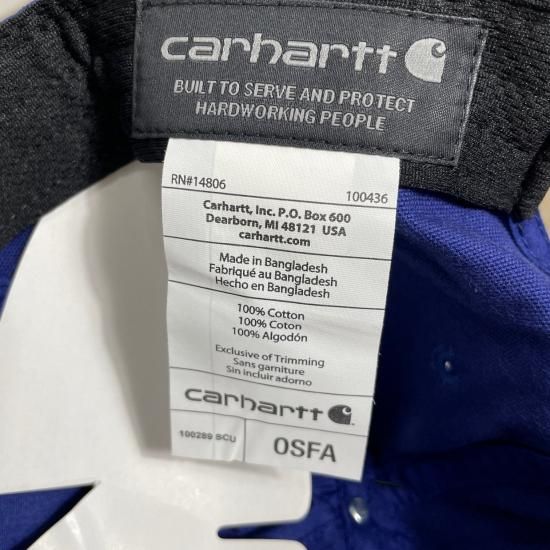 carhartt
BUILT TO SERVE AND PROTECT
HARDWORKING PEOPLE
RN#14806 100436
Carhartt, Inc. P.O. Box 600
Dearborn, MI 48121 USA
carhartt.com
Made in Bangladesh
Fabriqué au Bangladesh
Hecho en Bangladesh
100% Cotton
100% Coton
100% Algodón
Exclusive of Trimming
Sans garniture
Sin incluir adorno
carhartt
100289 SCU OSFA